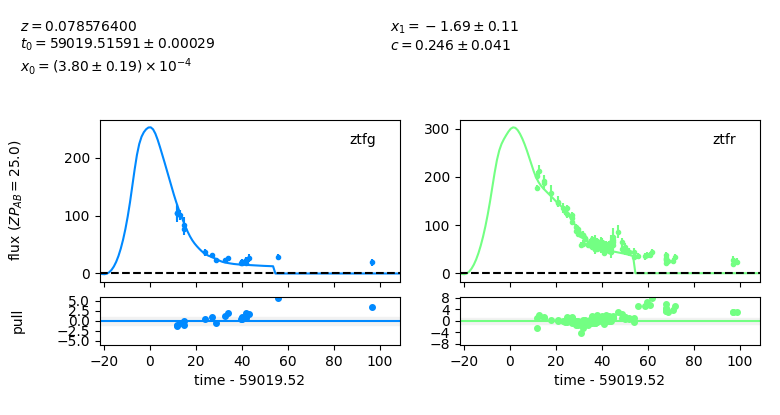 z = 0.078576400
t₀ = 59019.51591 ± 0.00029
x₀ = (3.80 ± 0.19) × 10⁻⁴
x₁ = −1.69 ± 0.11
c = 0.246 ± 0.041
flux (ZP_AB = 25.0)
200
100
0
ztfg
300
200
100
0
ztfr
pull
5.0
2.5
0.0
−2.5
−5.0
−20 0 20 40 60 80 100
time - 59019.52
8
4
0
−4
−8
−20 0 20 40 60 80 100
time - 59019.52